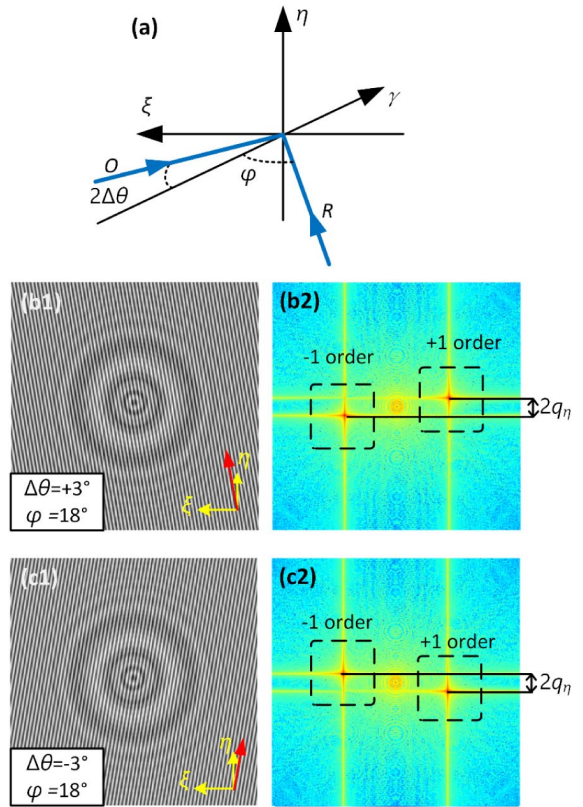 (a)
η
ξ
γ
O
φ
2Δθ
R
(b1)
η
ξ
Δθ=+3°
φ =18°
(b2)
-1 order
+1 order
2qη
(c1)
η
ξ
Δθ=-3°
φ =18°
(c2)
-1 order
+1 order
2qη